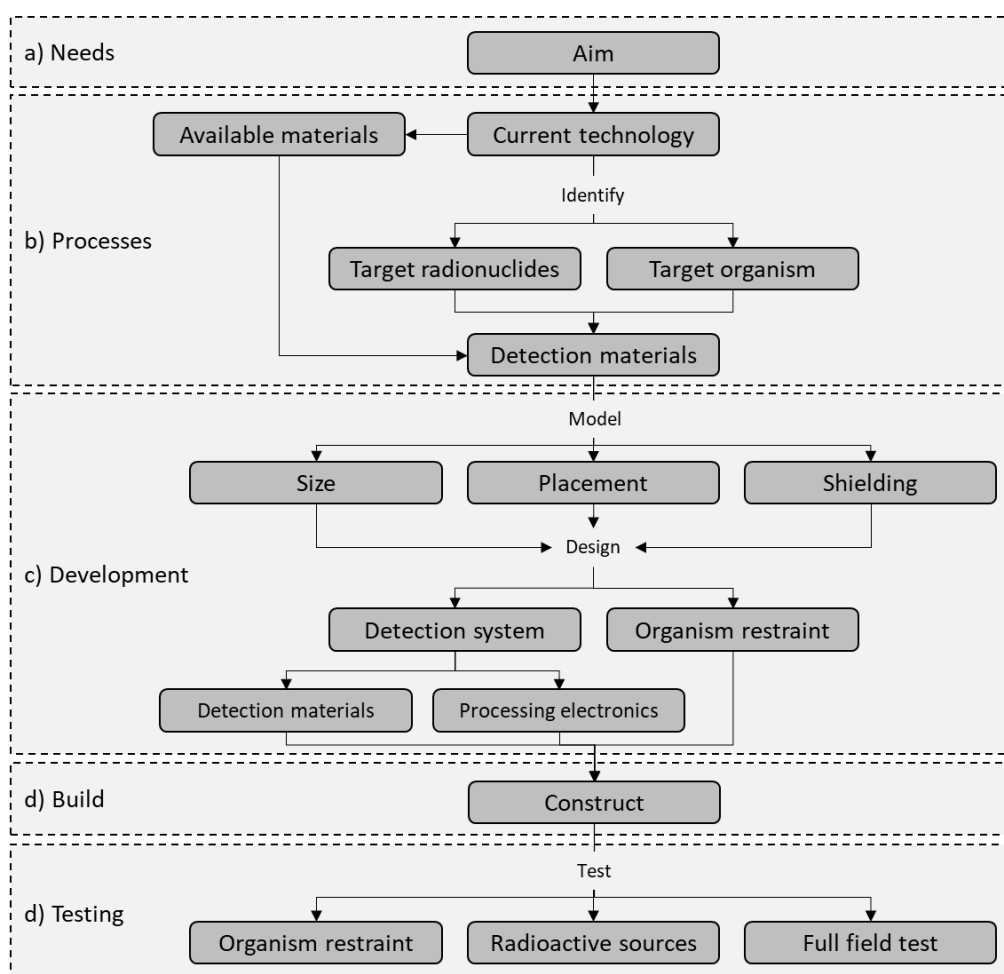 a) Needs
Aim
Available materials
Current technology
Identify
b) Processes
Target radionuclides
Target organism
Detection materials
Model
Size
Placement
Shielding
Design
c) Development
Detection system
Organism restraint
Detection materials
Processing electronics
d) Build
Construct
Test
d) Testing
Organism restraint
Radioactive sources
Full field test